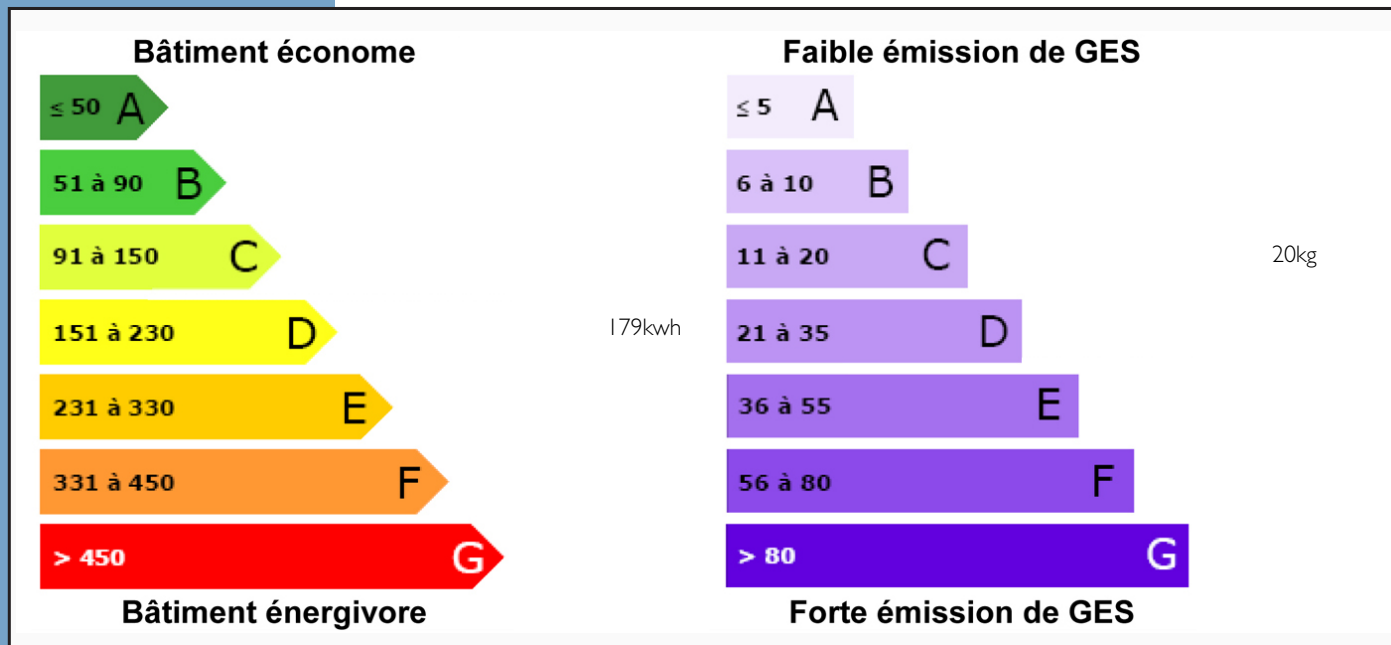 Bâtiment économe
≤ 50 A
51 à 90 B
91 à 150 C
151 à 230 D
179kwh
231 à 330 E
331 à 450 F
> 450 G
Bâtiment énergivore
Faible émission de GES
≤ 5 A
6 à 10 B
11 à 20 C
20kg
21 à 35 D
36 à 55 E
56 à 80 F
> 80 G
Forte émission de GES